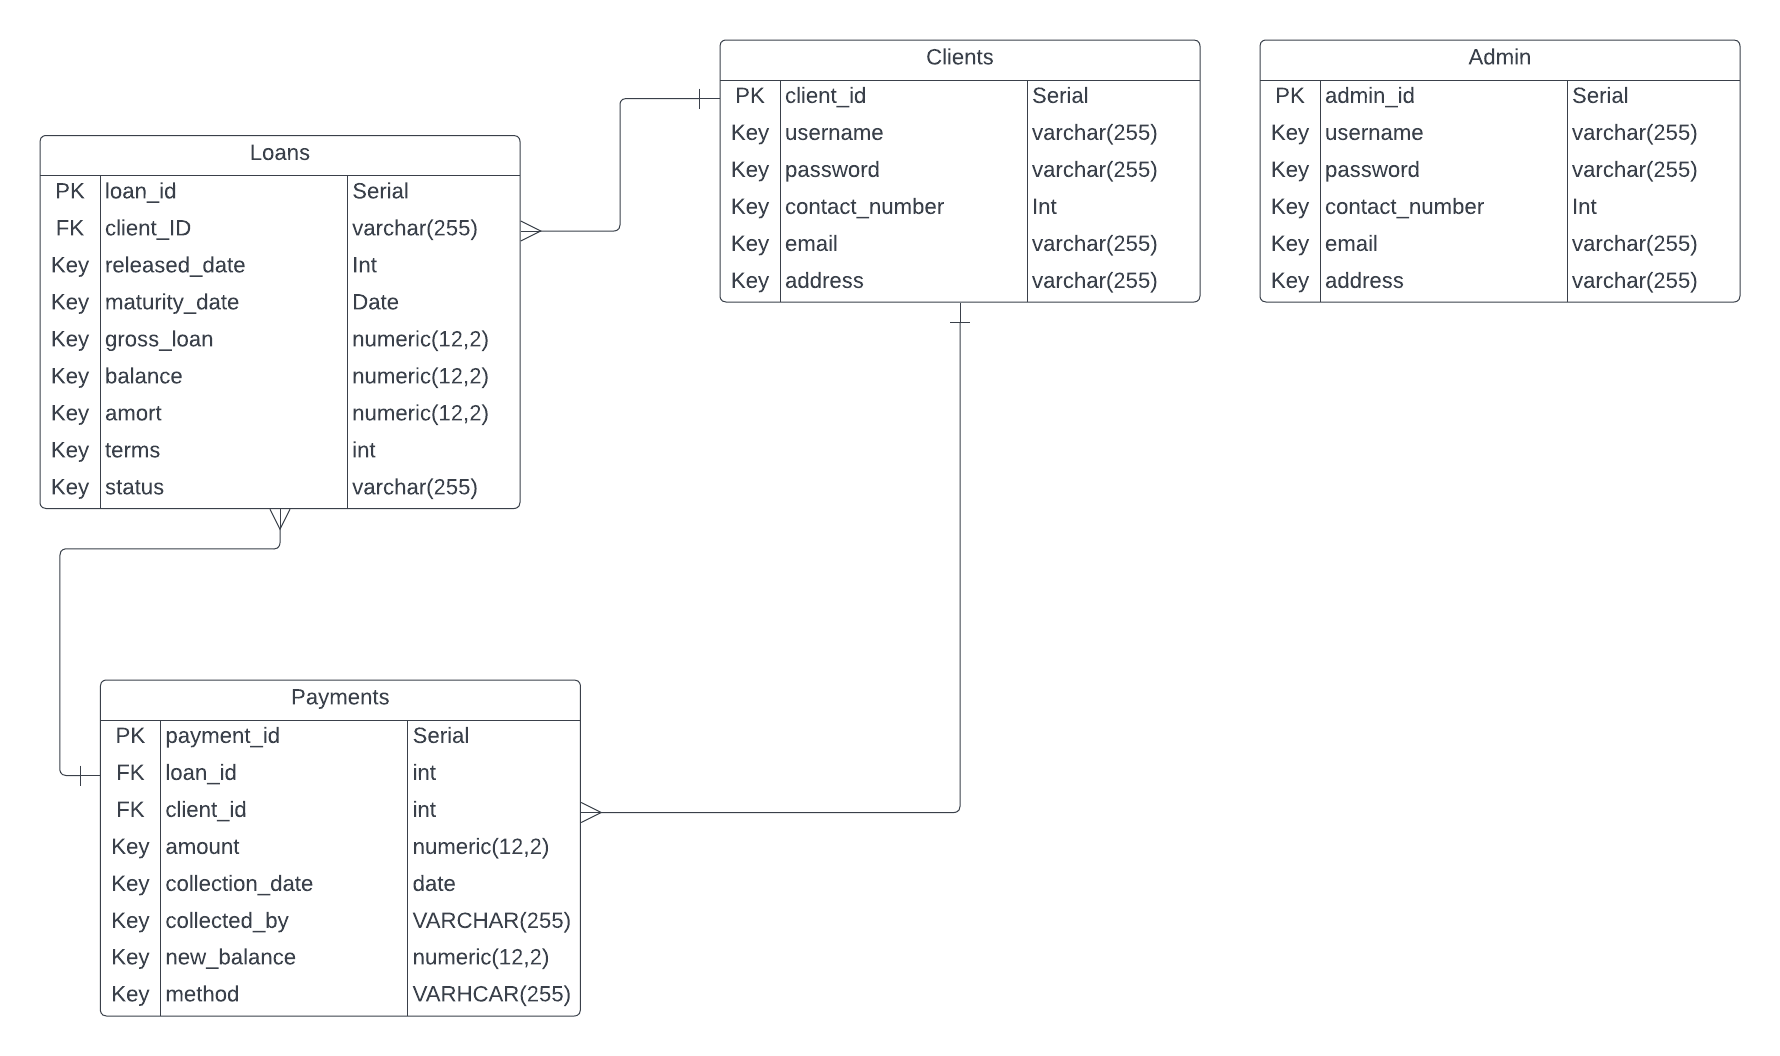 Loans
PK loan_id Serial
FK client_ID varchar(255)
Key released_date Int
Key maturity_date Date
Key gross_loan numeric(12,2)
Key balance numeric(12,2)
Key amort numeric(12,2)
Key terms int
Key status varchar(255)
Clients
PK client_id Serial
Key username varchar(255)
Key password varchar(255)
Key contact_number Int
Key email varchar(255)
Key address varchar(255)
Admin
PK admin_id Serial
Key username varchar(255)
Key password varchar(255)
Key contact_number Int
Key email varchar(255)
Key address varchar(255)
Payments
PK payment_id Serial
FK loan_id int
FK client_id int
Key amount numeric(12,2)
Key collection_date date
Key collected_by VARCHAR(255)
Key new_balance numeric(12,2)
Key method VARHCAR(255)